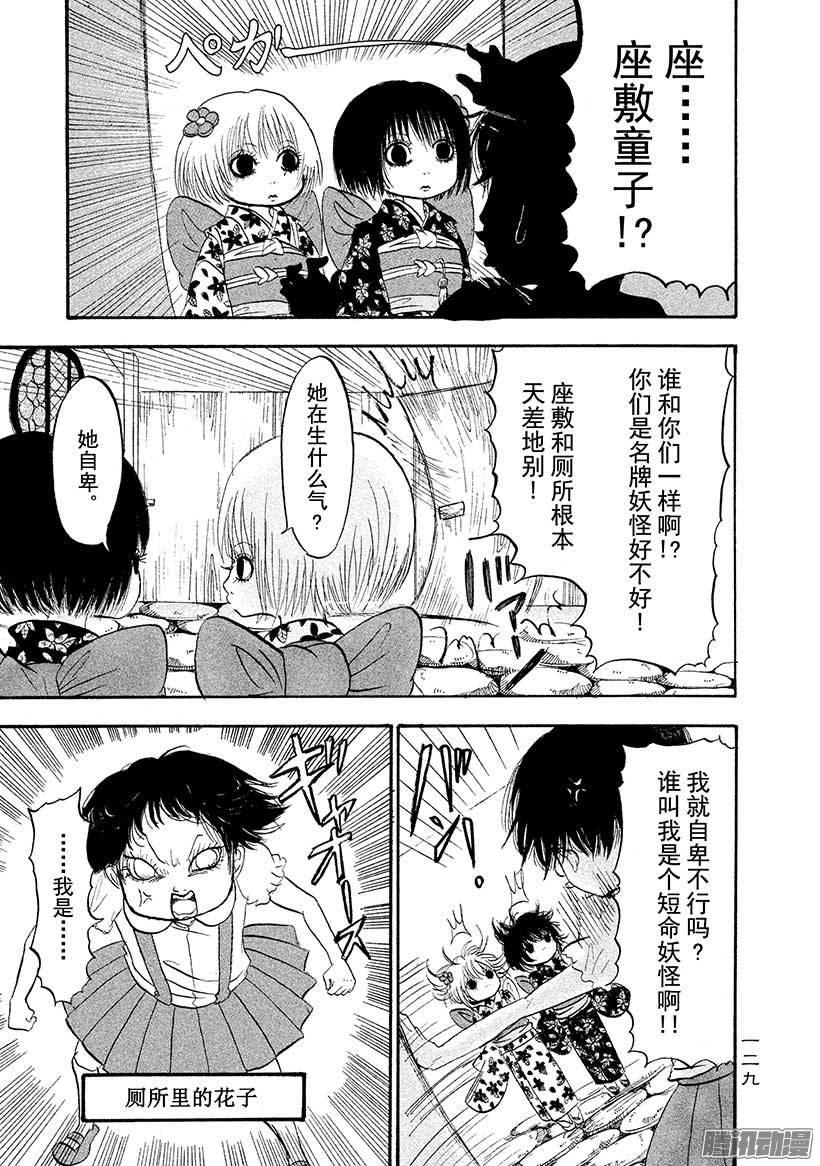 座……
座敷童子！？
ペカー
谁和你们一样啊！？
你们是名牌妖怪好不好！
座敷和厕所根本
天差地别！
她在生什么气？
她自卑。
我就自卑不行吗？
谁叫我是个短命妖怪啊！！
バン！
ギャオース
……我是……
厕所里的花子
一二九
腾讯动漫